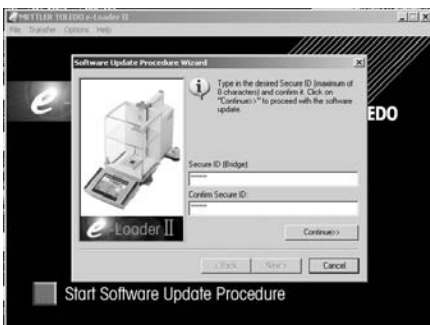 METTLER TOLEDO e-Loader II
File Transfer Options Help
Software Update Procedure Wizard
Type in the desired Secure ID (maximum of
8 characters) and confirm it. Click on
"Continue>>" to proceed with the software
update.
e-
EDO
Secure ID (Bridge):
******
Confirm Secure ID:
******
e-Loader II
Continue>>
< Back
Next >
Cancel
Start Software Update Procedure